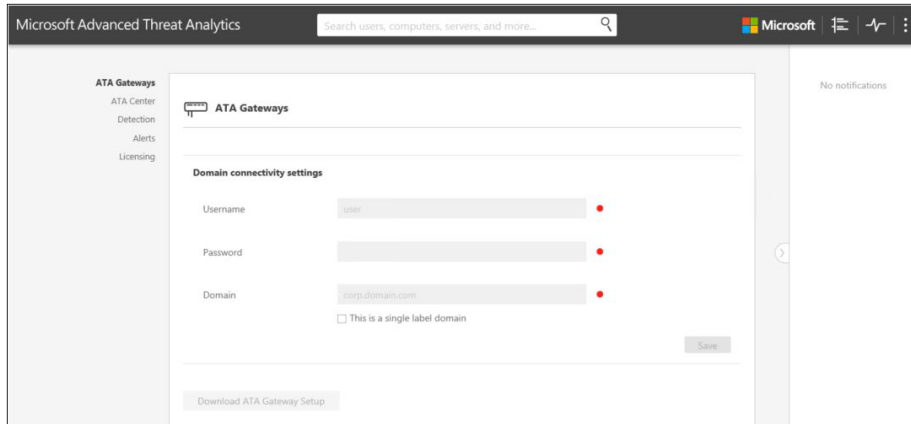 Microsoft Advanced Threat Analytics
Search users, computers, servers, and more...
Microsoft
ATA Gateways
ATA Center
Detection
Alerts
Licensing
ATA Gateways
Domain connectivity settings
Username
user
Password
Domain
corp.domain.com
This is a single label domain
Save
Download ATA Gateway Setup
No notifications